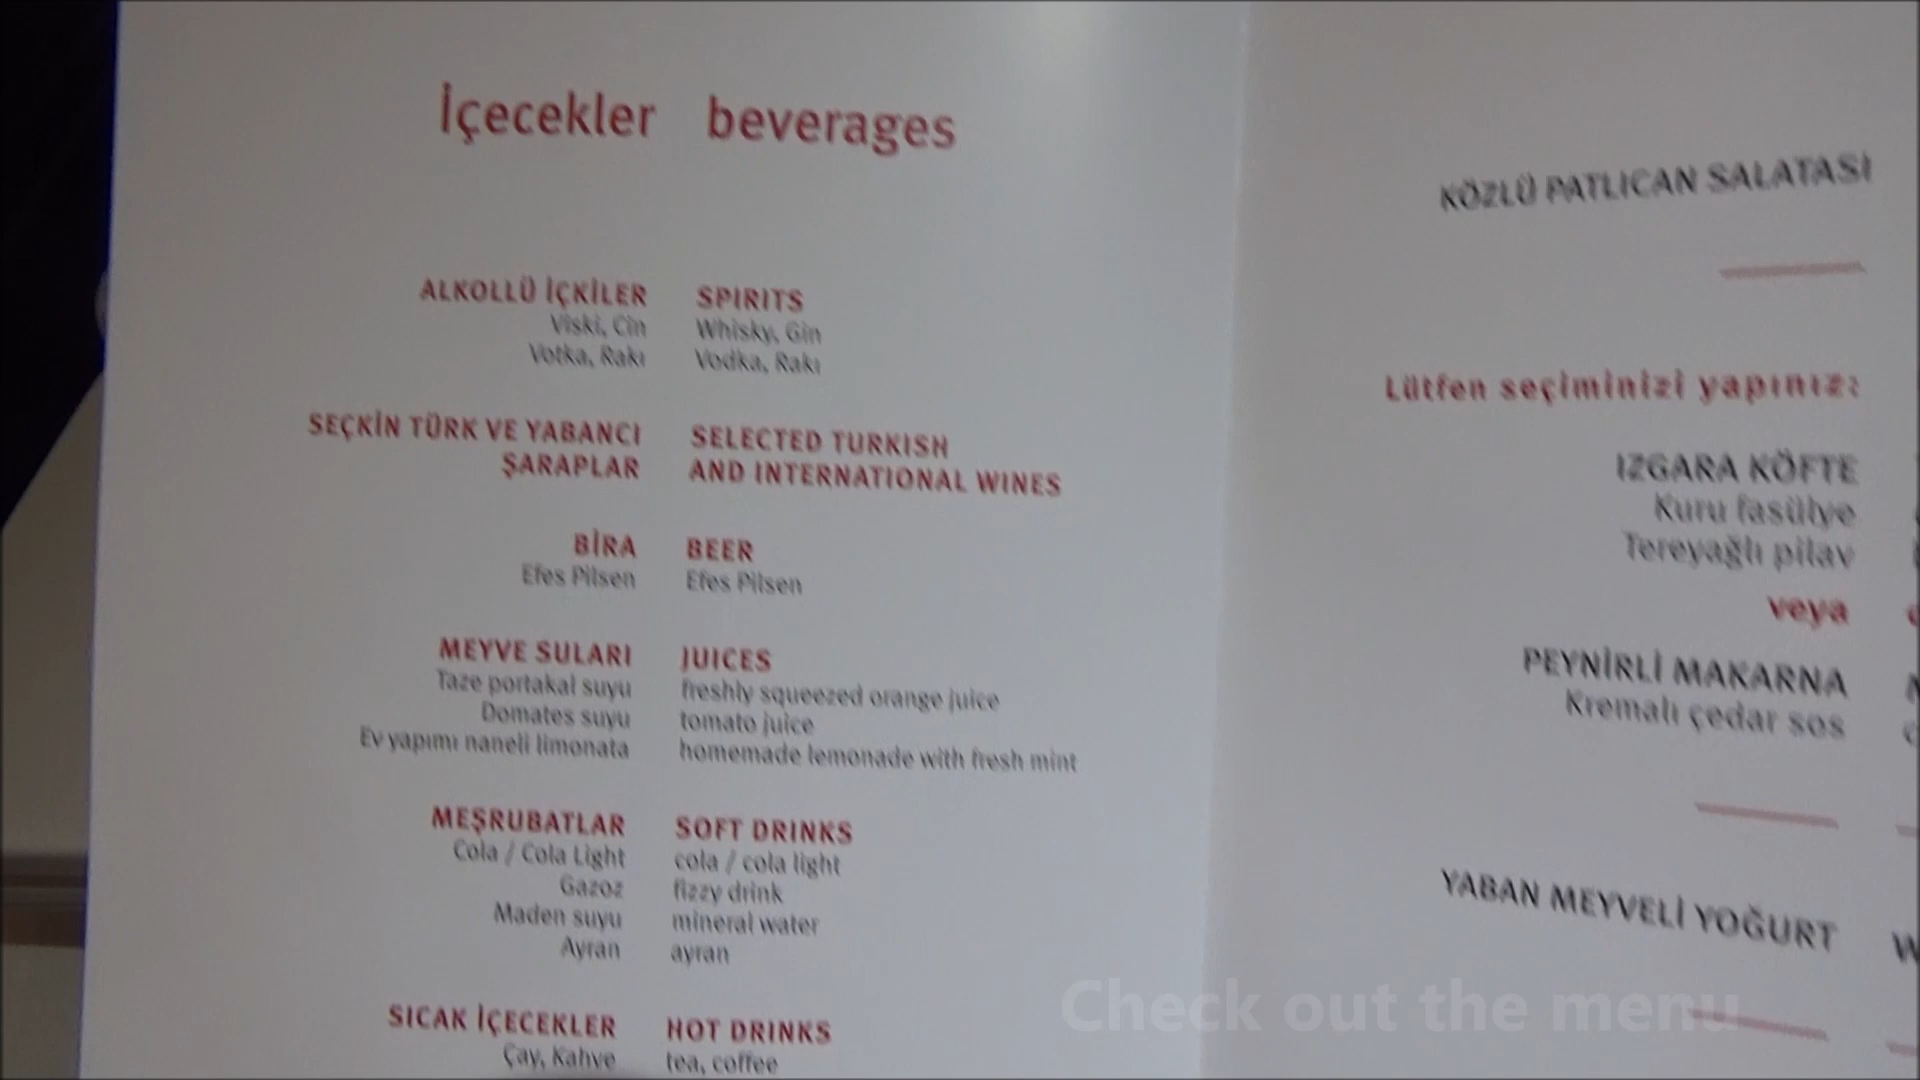 İçecekler beverages
ALKOLLÜ İÇKİLER SPIRITS
Viski, Cin Whisky, Gin
Votka, Rakı Vodka, Rakı
SEÇKİN TÜRK VE YABANCI SELECTED TURKISH
ŞARAPLAR AND INTERNATIONAL WINES
BİRA BEER
Efes Pilsen Efes Pilsen
MEYVE SULARI JUICES
Taze portakal suyu freshly squeezed orange juice
Domates suyu tomato juice
Ev yapımı naneli limonata homemade lemonade with fresh mint
MEŞRUBATLAR SOFT DRINKS
Cola / Cola Light cola / cola light
Gazoz fizzy drink
Maden suyu mineral water
Ayran ayran
SICAK İÇECEKLER HOT DRINKS
Çay, Kahve tea, coffee
KÖZLÜ PATLICAN SALATASI
Lütfen seçiminizi yapınız:
IZGARA KÖFTE
Kuru fasülye
Tereyağlı pilav
veya
PEYNİRLİ MAKARNA
Kremalı çedar sos
YABAN MEYVELİ YOĞURT
Check out the menu